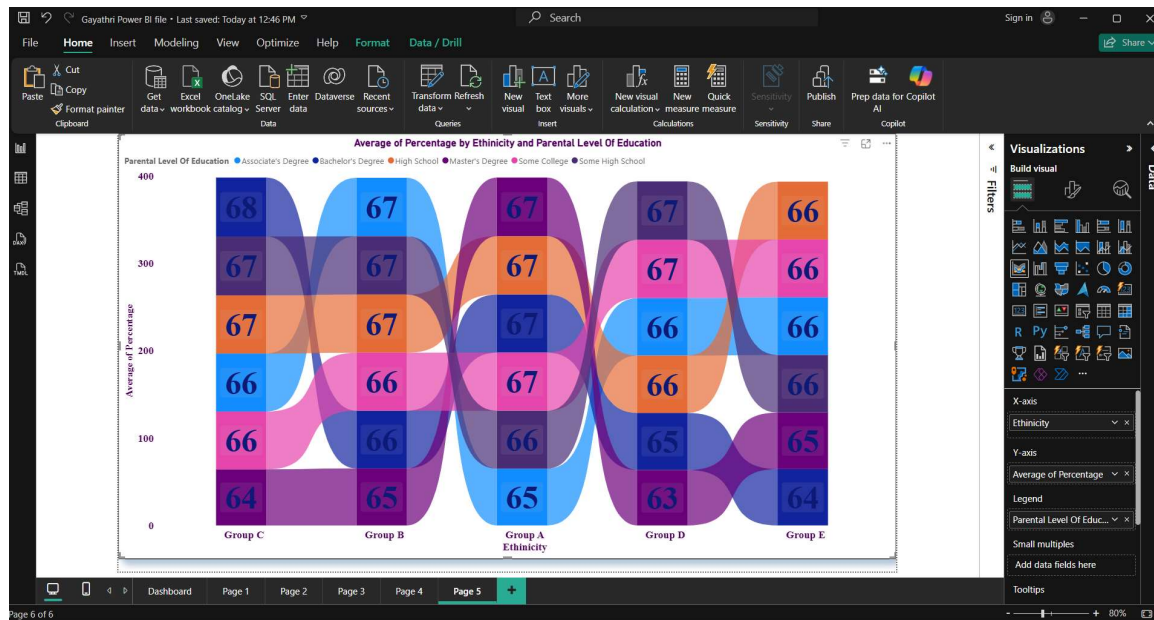 Gayathri Power BI file • Last saved: Today at 12:46 PM
Search
Sign in
File Home Insert Modeling View Optimize Help Format Data / Drill
Share
Paste
Cut
Copy
Format painter
Clipboard
Get data
Excel workbook
OneLake catalog
SQL Server
Enter data
Dataverse
Recent sources
Data
Transform data
Refresh
Queries
New visual
Text box
More visuals
Insert
New visual calculation
New measure
Quick measure
Calculations
Sensitivity
Sensitivity
Publish
Share
Prep data for AI
Copilot
Copilot
Average of Percentage by Ethinicity and Parental Level Of Education
Parental Level Of Education Associate's Degree Bachelor's Degree High School Master's Degree Some College Some High School
400
300
200
100
0
Average of Percentage
68 67 67 67 66
67 67 67 67 66
67 67 67 66 66
66 66 67 66 66
66 66 66 65 65
64 65 65 63 64
Group C Group B Group A Group D Group E
Ethinicity
Filters
Visualizations
Data
Build visual
R Py
X-axis
Ethinicity
Y-axis
Average of Percentage
Legend
Parental Level Of Educ...
Small multiples
Add data fields here
Tooltips
Dashboard Page 1 Page 2 Page 3 Page 4 Page 5 +
Page 6 of 6
- + 80%